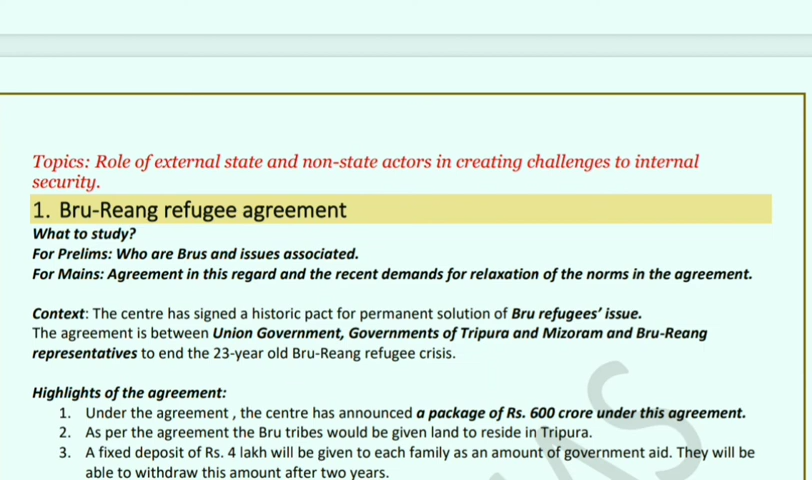 Topics: Role of external state and non-state actors in creating challenges to internal
security.
1. Bru-Reang refugee agreement
What to study?
For Prelims: Who are Brus and issues associated.
For Mains: Agreement in this regard and the recent demands for relaxation of the norms in the agreement.
Context: The centre has signed a historic pact for permanent solution of Bru refugees' issue.
The agreement is between Union Government, Governments of Tripura and Mizoram and Bru-Reang
representatives to end the 23-year old Bru-Reang refugee crisis.
Highlights of the agreement:
1. Under the agreement , the centre has announced a package of Rs. 600 crore under this agreement.
2. As per the agreement the Bru tribes would be given land to reside in Tripura.
3. A fixed deposit of Rs. 4 lakh will be given to each family as an amount of government aid. They will be
able to withdraw this amount after two years.